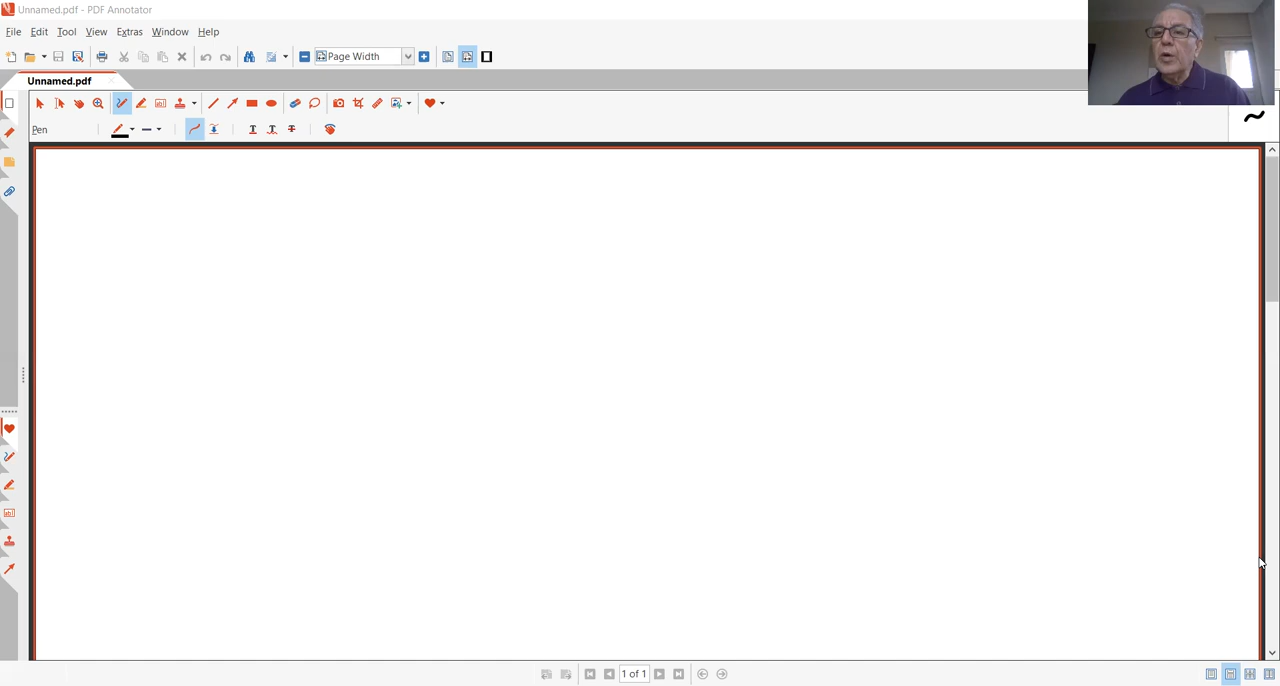 Unnamed.pdf - PDF Annotator
File Edit Tool View Extras Window Help
Page Width
Unnamed.pdf
Pen
1 of 1